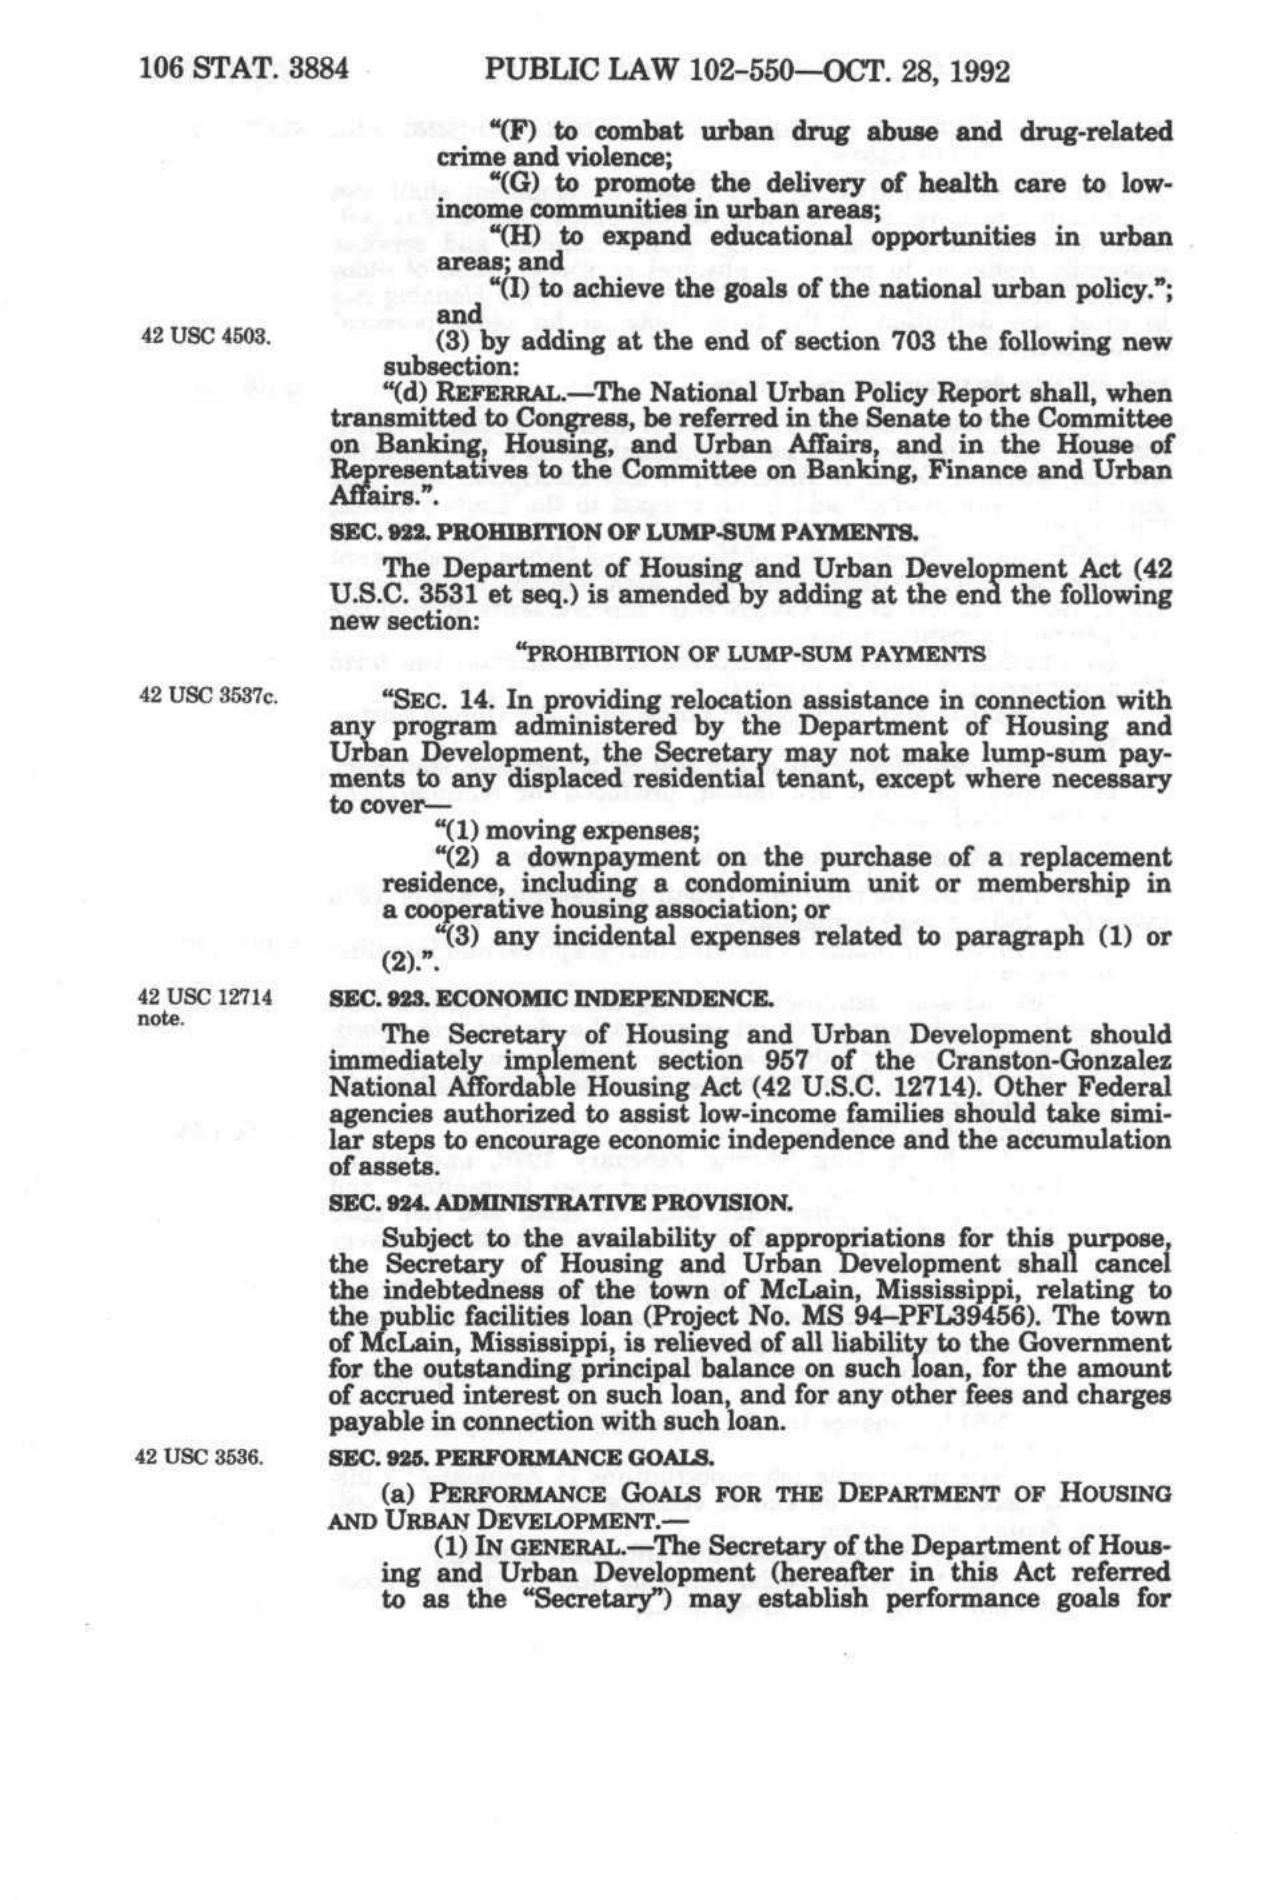 106 STAT. 3884 PUBLIC LAW 102-550—OCT. 28, 1992
“(F) to combat urban drug abuse and drug-related
crime and violence;
“(G) to promote the delivery of health care to low-
income communities in urban areas;
“(H) to expand educational opportunities in urban
areas; and
“(I) to achieve the goals of the national urban policy.”;
and
42 USC 4503.
(3) by adding at the end of section 703 the following new
subsection:
“(d) REFERRAL.—The National Urban Policy Report shall, when
transmitted to Congress, be referred in the Senate to the Committee
on Banking, Housing, and Urban Affairs, and in the House of
Representatives to the Committee on Banking, Finance and Urban
Affairs.”.
SEC. 922. PROHIBITION OF LUMP-SUM PAYMENTS.
The Department of Housing and Urban Development Act (42
U.S.C. 3531 et seq.) is amended by adding at the end the following
new section:
“PROHIBITION OF LUMP-SUM PAYMENTS
42 USC 3537c.
“SEC. 14. In providing relocation assistance in connection with
any program administered by the Department of Housing and
Urban Development, the Secretary may not make lump-sum pay-
ments to any displaced residential tenant, except where necessary
to cover—
“(1) moving expenses;
“(2) a downpayment on the purchase of a replacement
residence, including a condominium unit or membership in
a cooperative housing association; or
“(3) any incidental expenses related to paragraph (1) or
(2).”.
42 USC 12714
note.
SEC. 923. ECONOMIC INDEPENDENCE.
The Secretary of Housing and Urban Development should
immediately implement section 957 of the Cranston-Gonzalez
National Affordable Housing Act (42 U.S.C. 12714). Other Federal
agencies authorized to assist low-income families should take simi-
lar steps to encourage economic independence and the accumulation
of assets.
SEC. 924. ADMINISTRATIVE PROVISION.
Subject to the availability of appropriations for this purpose,
the Secretary of Housing and Urban Development shall cancel
the indebtedness of the town of McLain, Mississippi, relating to
the public facilities loan (Project No. MS 94–PFL39456). The town
of McLain, Mississippi, is relieved of all liability to the Government
for the outstanding principal balance on such loan, for the amount
of accrued interest on such loan, and for any other fees and charges
payable in connection with such loan.
42 USC 3536.
SEC. 925. PERFORMANCE GOALS.
(a) PERFORMANCE GOALS FOR THE DEPARTMENT OF HOUSING
AND URBAN DEVELOPMENT.—
(1) IN GENERAL.—The Secretary of the Department of Hous-
ing and Urban Development (hereafter in this Act referred
to as the “Secretary”) may establish performance goals for